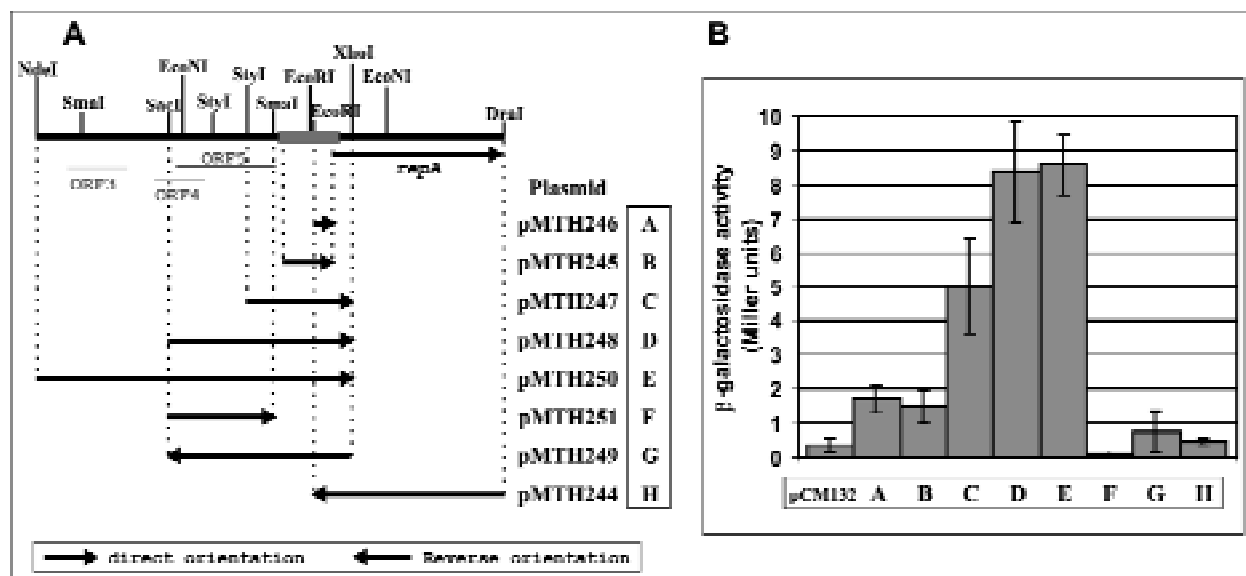 A
NdeI
SmaI
SacI
EcoNI
StyI
StyI
SmaI
EcoRI
EcoRI
XhoI
EcoNI
DraI
ORF3
ORF4
ORF5
repA
Plasmid
pMTH246 A
pMTH245 B
pMTH247 C
pMTH248 D
pMTH250 E
pMTH251 F
pMTH249 G
pMTH244 H
direct orientation
Reverse orientation
B
β-galactosidase activity
(Miller units)
10
9
8
7
6
5
4
3
2
1
0
pCM132 A B C D E F G H